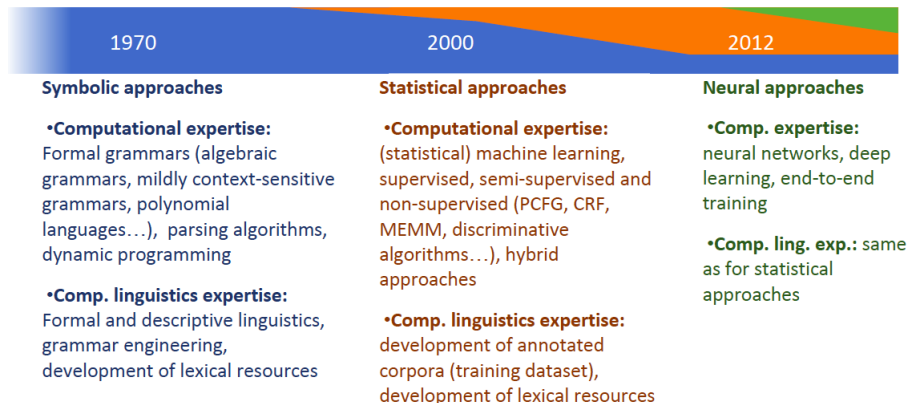 1970
2000
2012
Symbolic approaches
•Computational expertise:
Formal grammars (algebraic
grammars, mildly context-sensitive
grammars, polynomial
languages…), parsing algorithms,
dynamic programming
•Comp. linguistics expertise:
Formal and descriptive linguistics,
grammar engineering,
development of lexical resources
Statistical approaches
•Computational expertise:
(statistical) machine learning,
supervised, semi-supervised and
non-supervised (PCFG, CRF,
MEMM, discriminative
algorithms…), hybrid
approaches
•Comp. linguistics expertise:
development of annotated
corpora (training dataset),
development of lexical resources
Neural approaches
•Comp. expertise:
neural networks, deep
learning, end-to-end
training
•Comp. ling. exp.: same
as for statistical
approaches